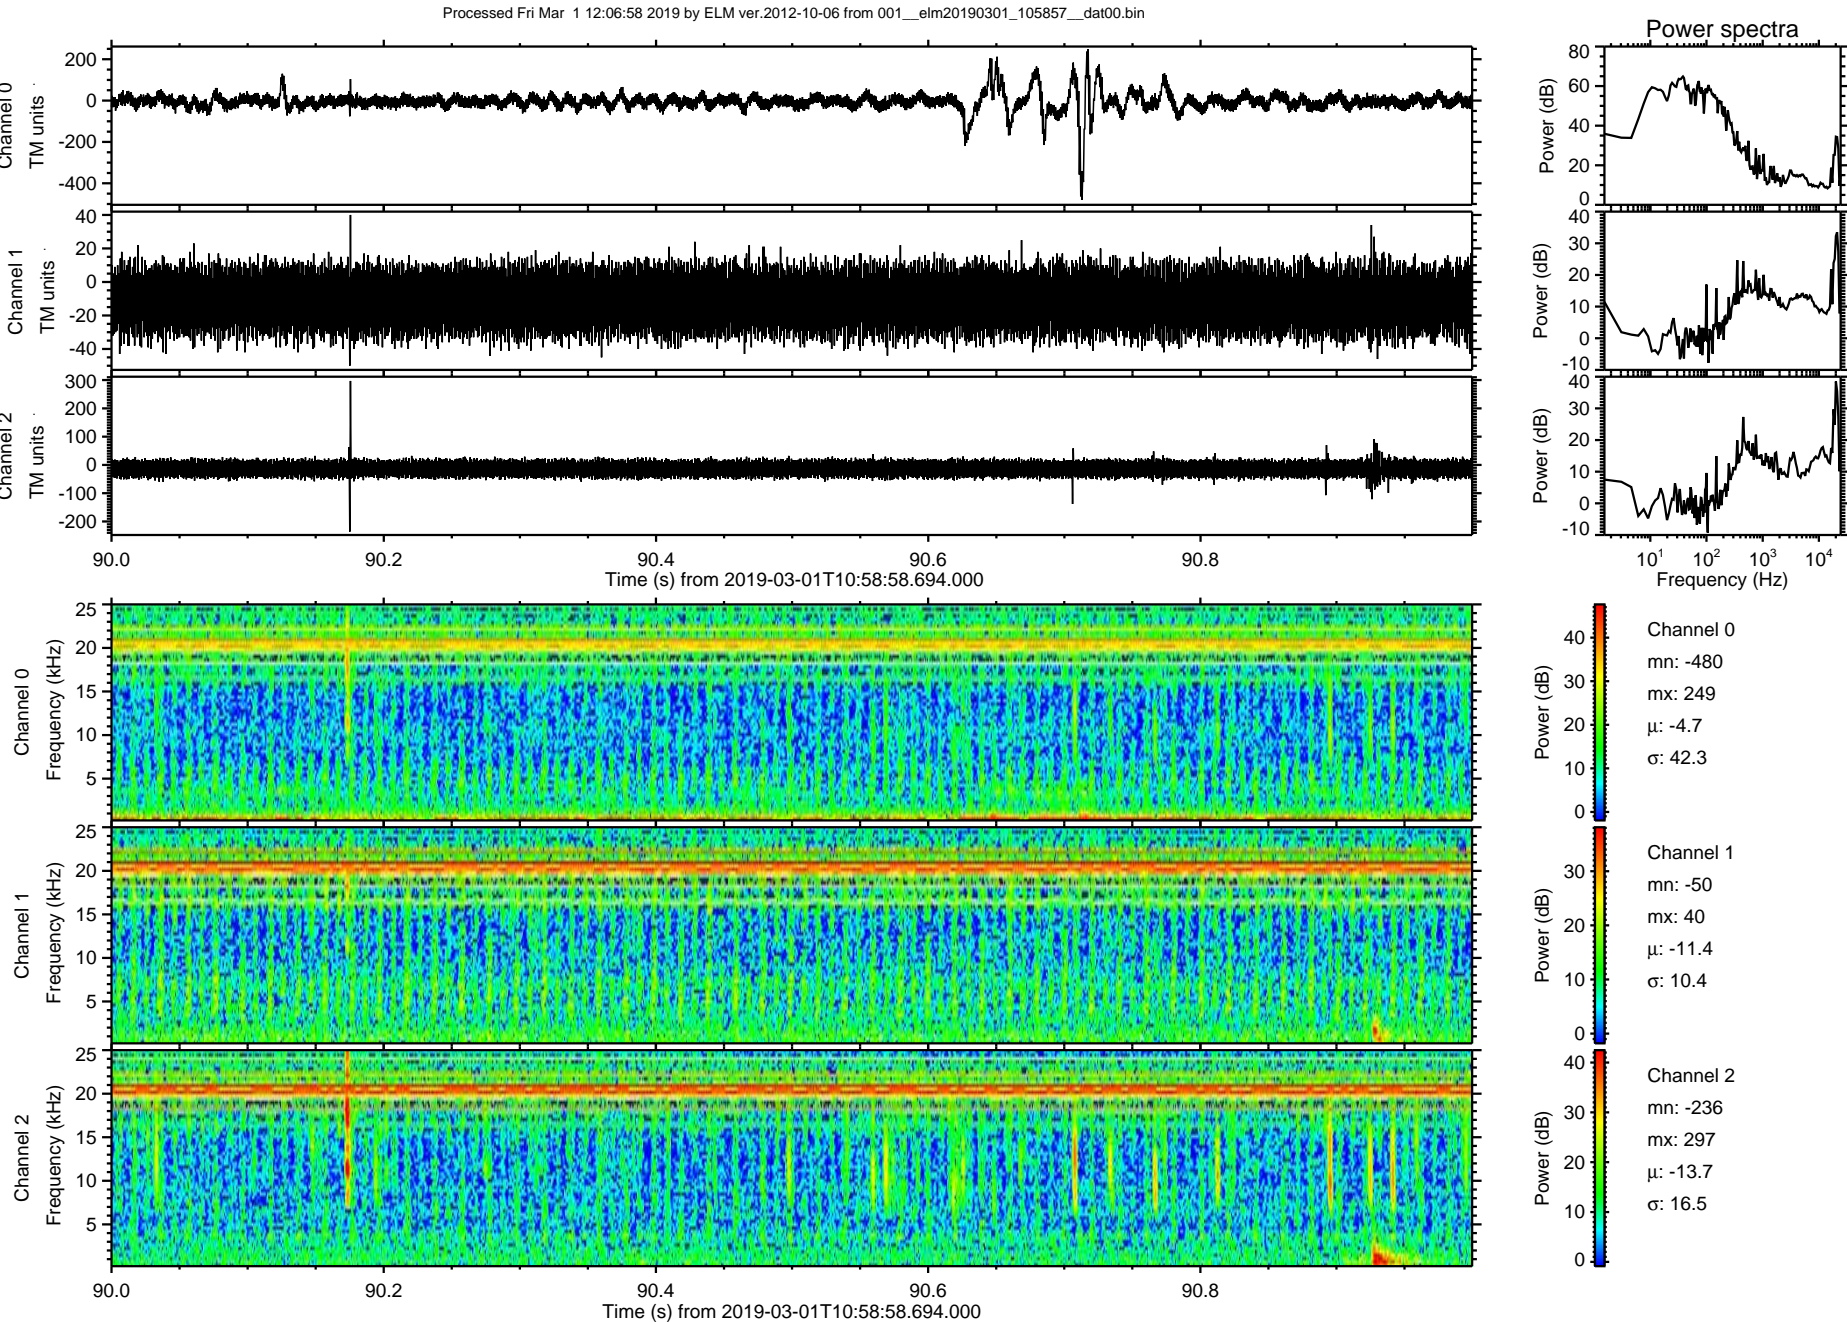 Processed Fri Mar 1 12:06:58 2019 by ELM ver.2012-10-06 from 001__elm20190301_105857__dat00.bin
Power spectra
Channel 0
TM units
200
0
-200
-400
Power (dB)
80
60
40
20
0
Channel 1
TM units
40
20
0
-20
-40
Power (dB)
40
30
20
10
0
-10
Channel 2
TM units
300
200
100
0
-100
-200
Power (dB)
40
30
20
10
0
-10
90.0 90.2 90.4 90.6 90.8
Time (s) from 2019-03-01T10:58:58.694.000
10^1 10^2 10^3 10^4
Frequency (Hz)
Channel 0
Frequency (kHz)
25
20
15
10
5
Power (dB)
40
30
20
10
0
Channel 0
mn: -480
mx: 249
μ: -4.7
σ: 42.3
Channel 1
Frequency (kHz)
25
20
15
10
5
Power (dB)
30
20
10
0
Channel 1
mn: -50
mx: 40
μ: -11.4
σ: 10.4
Channel 2
Frequency (kHz)
25
20
15
10
5
Power (dB)
40
30
20
10
0
Channel 2
mn: -236
mx: 297
μ: -13.7
σ: 16.5
90.0 90.2 90.4 90.6 90.8
Time (s) from 2019-03-01T10:58:58.694.000